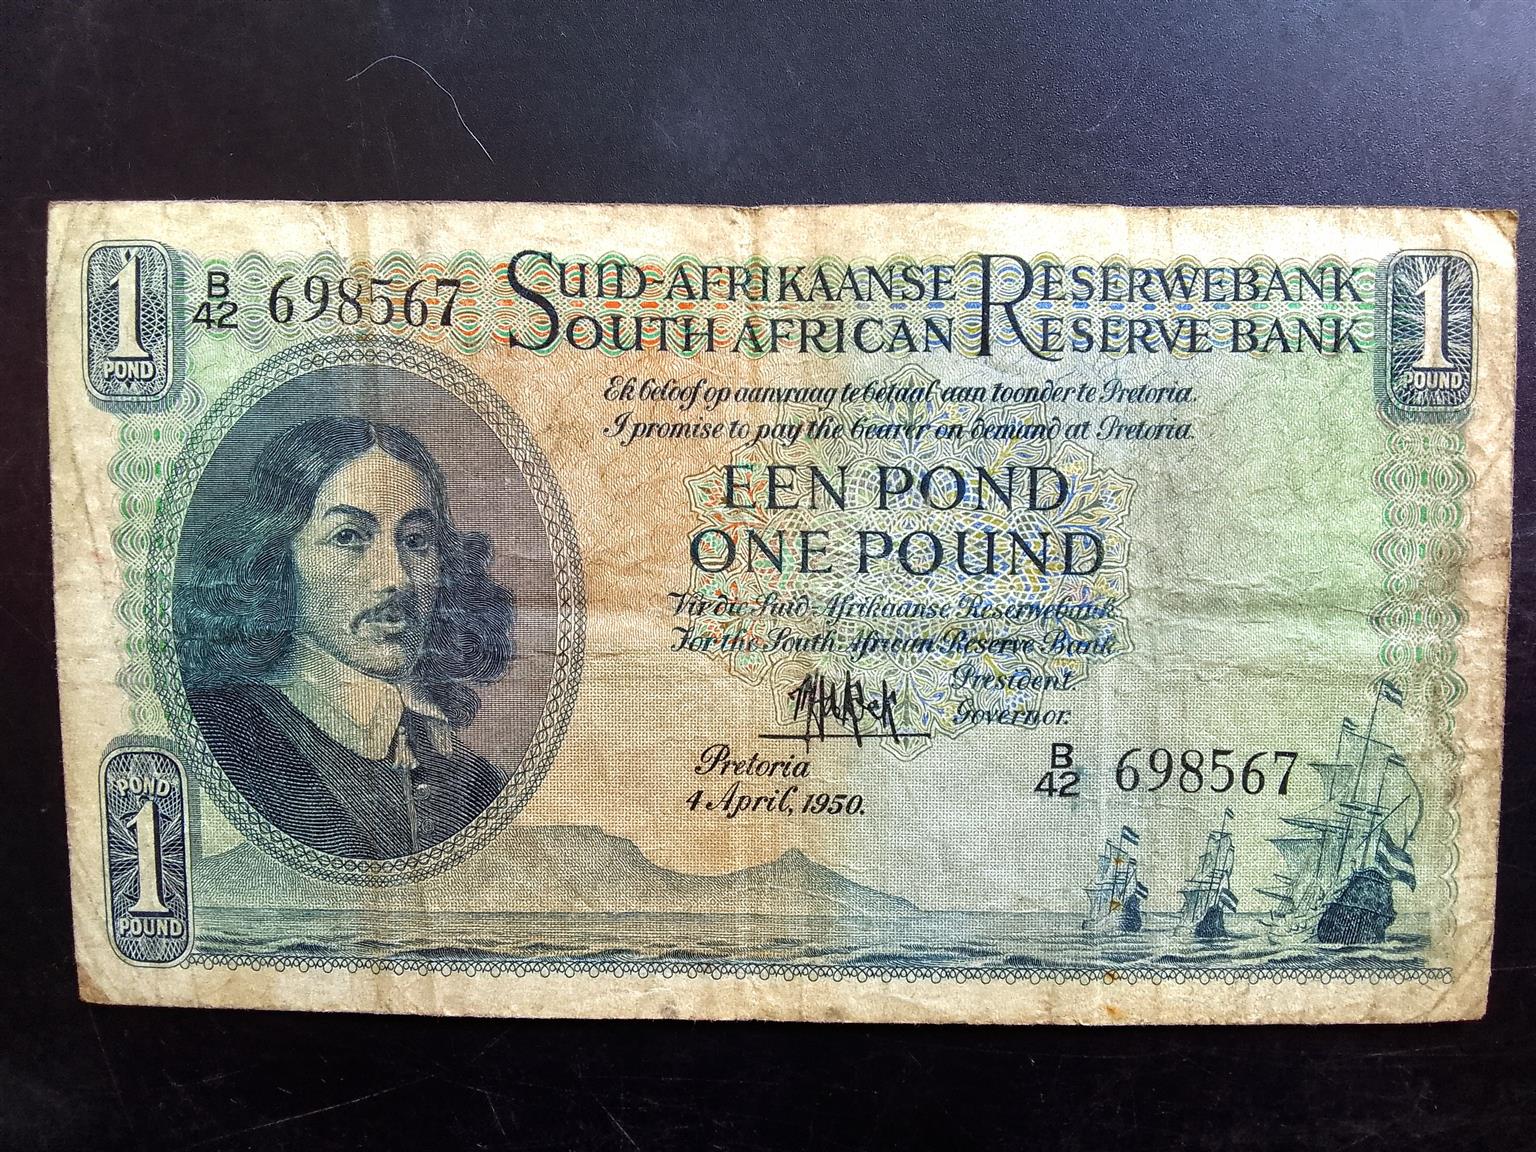 1
POND
B
42 698567
SUID-AFRIKAANSE RESERWEBANK
SOUTH AFRICAN RESERVE BANK
1
POUND
Ek beloof op aanvraag te betaal aan toonder te Pretoria.
I promise to pay the bearer on demand at Pretoria.
EEN POND
ONE POUND
Vir die Suid-Afrikaanse Reserwebank
For the South African Reserve Bank
President.
Governor.
Pretoria
4 April, 1950.
B
42 698567
POND
1
POUND